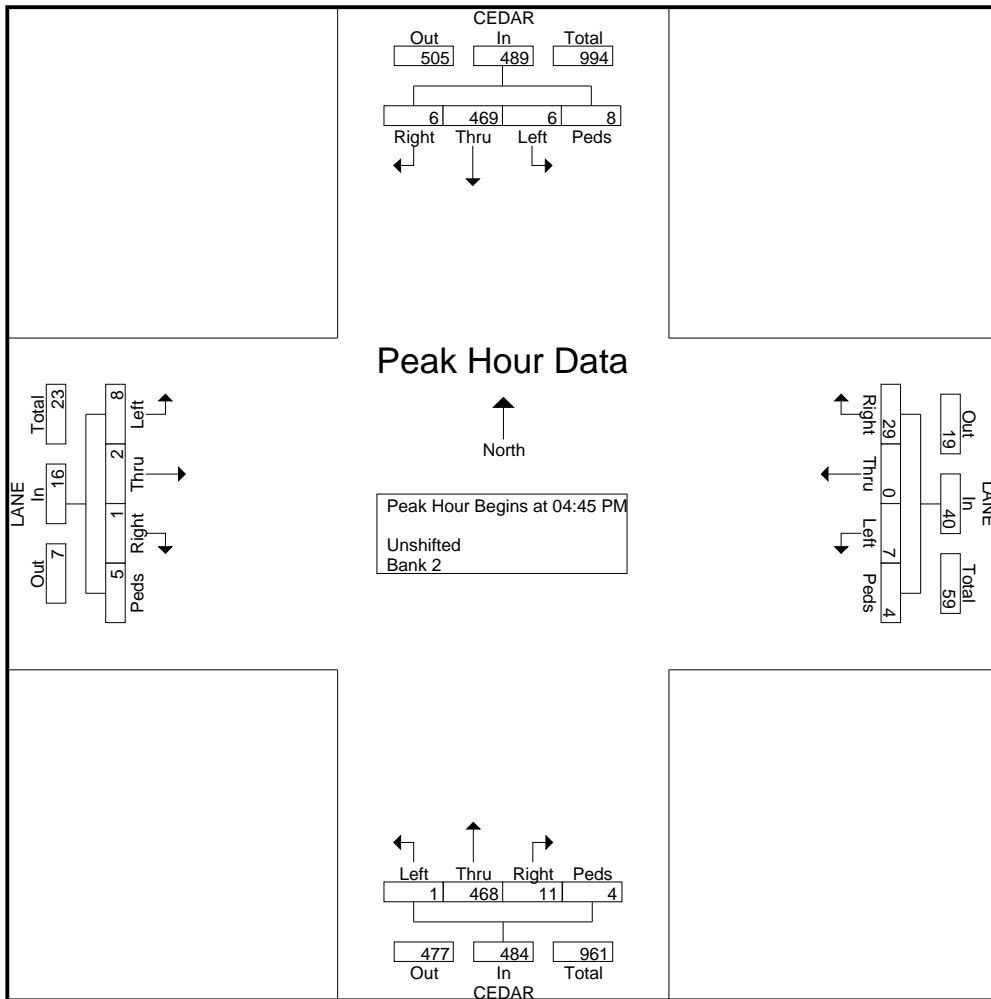 CEDAR
Out In Total
505 489 994
6 469 6 8
Right Thru Left Peds
Peak Hour Data
North
Peak Hour Begins at 04:45 PM
Unshifted
Bank 2
LANE
Total In Out
23 16 7
8 2 1 5
Left Thru Right Peds
LANE
Out In Total
19 40 59
29 0 7 4
Right Thru Left Peds
Left Thru Right Peds
1 468 11 4
477 484 961
Out In Total
CEDAR